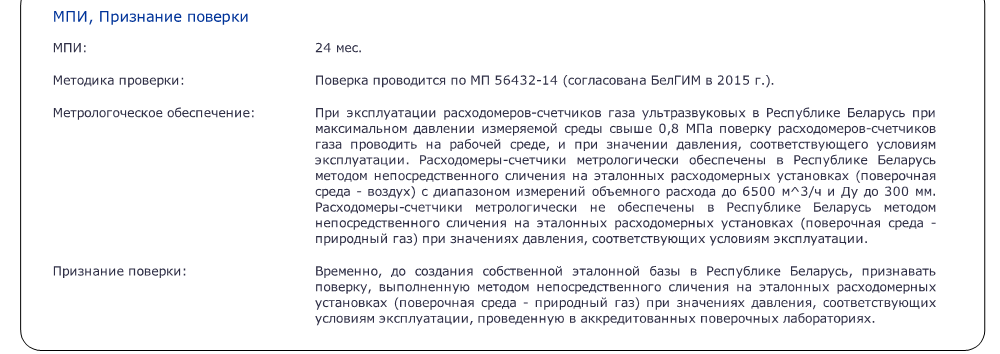 МПИ, Признание поверки
МПИ: 24 мес.
Методика проверки: Поверка проводится по МП 56432-14 (согласована БелГИМ в 2015 г.).
Метрологоческое обеспечение: При эксплуатации расходомеров-счетчиков газа ультразвуковых в Республике Беларусь при
максимальном давлении измеряемой среды свыше 0,8 МПа поверку расходомеров-счетчиков
газа проводить на рабочей среде, и при значении давления, соответствующего условиям
эксплуатации. Расходомеры-счетчики метрологически обеспечены в Республике Беларусь
методом непосредственного сличения на эталонных расходомерных установках (поверочная
среда - воздух) с диапазоном измерений объемного расхода до 6500 м^3/ч и Ду до 300 мм.
Расходомеры-счетчики метрологически не обеспечены в Республике Беларусь методом
непосредственного сличения на эталонных расходомерных установках (поверочная среда -
природный газ) при значениях давления, соответствующих условиям эксплуатации.
Признание поверки: Временно, до создания собственной эталонной базы в Республике Беларусь, признавать
поверку, выполненную методом непосредственного сличения на эталонных расходомерных
установках (поверочная среда - природный газ) при значениях давления, соответствующих
условиям эксплуатации, проведенную в аккредитованных поверочных лабораториях.